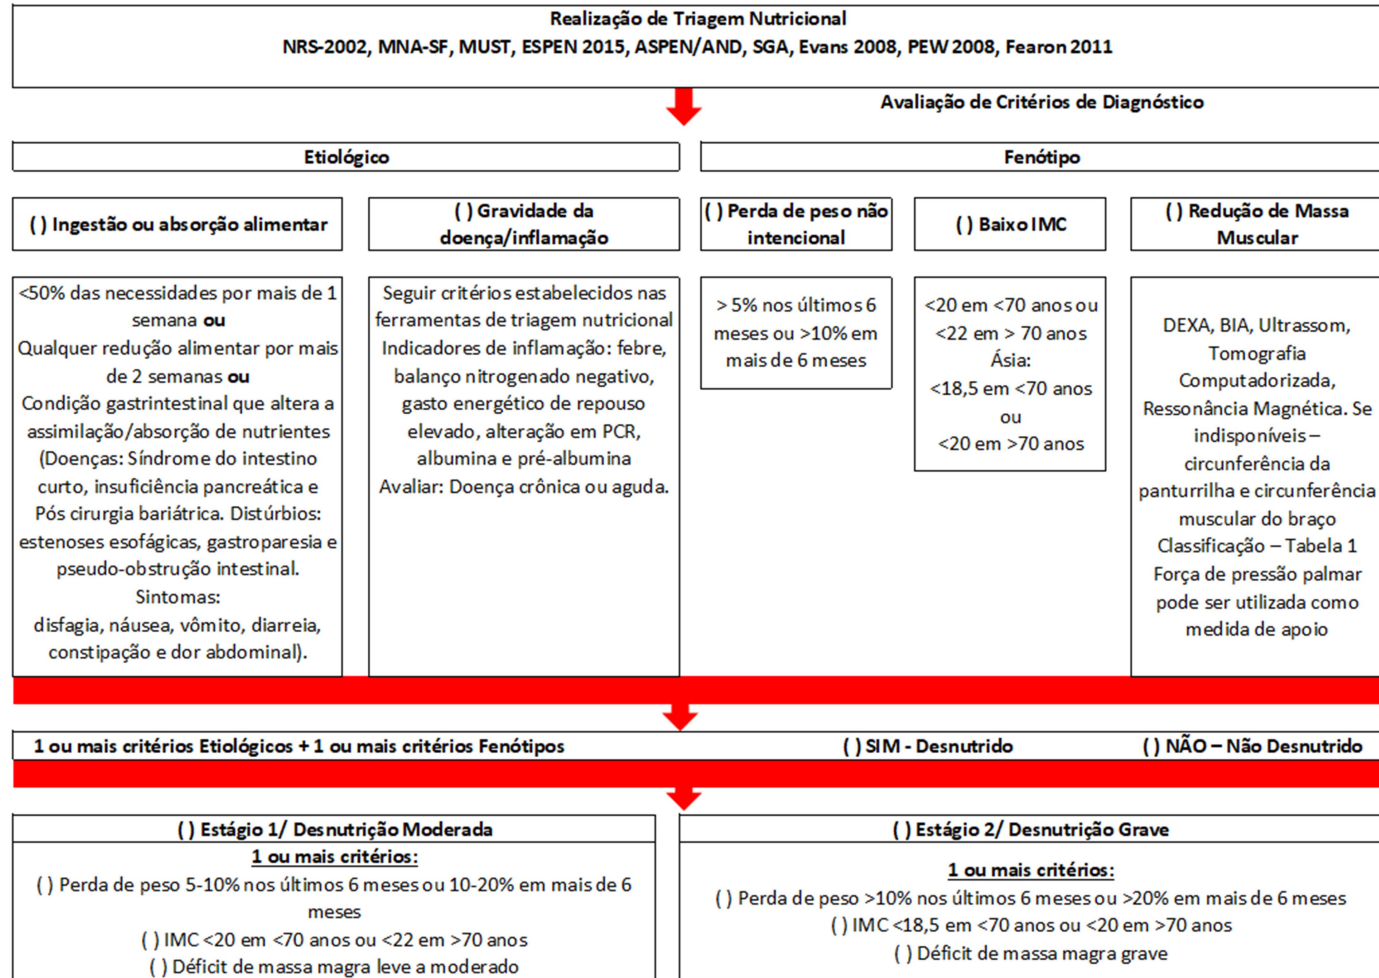 Realização de Triagem Nutricional
NRS-2002, MNA-SF, MUST, ESPEN 2015, ASPEN/AND, SGA, Evans 2008, PEW 2008, Fearon 2011
Avaliação de Critérios de Diagnóstico
Etiológico
Fenótipo
( ) Ingestão ou absorção alimentar
( ) Gravidade da
doença/inflamação
( ) Perda de peso não
intencional
( ) Baixo IMC
( ) Redução de Massa
Muscular
<50% das necessidades por mais de 1
semana ou
Qualquer redução alimentar por mais
de 2 semanas ou
Condição gastrintestinal que altera a
assimilação/absorção de nutrientes
(Doenças: Síndrome do intestino
curto, insuficiência pancreática e
Pós cirurgia bariátrica. Distúrbios:
estenoses esofágicas, gastroparesia e
pseudo-obstrução intestinal.
Sintomas:
disfagia, náusea, vômito, diarreia,
constipação e dor abdominal).
Seguir critérios estabelecidos nas
ferramentas de triagem nutricional
Indicadores de inflamação: febre,
balanço nitrogenado negativo,
gasto energético de repouso
elevado, alteração em PCR,
albumina e pré-albumina
Avaliar: Doença crônica ou aguda.
> 5% nos últimos 6
meses ou >10% em
mais de 6 meses
<20 em <70 anos ou
<22 em > 70 anos
Ásia:
<18,5 em <70 anos
ou
<20 em >70 anos
DEXA, BIA, Ultrassom,
Tomografia
Computadorizada,
Ressonância Magnética. Se
indisponíveis –
circunferência da
panturrilha e circunferência
muscular do braço
Classificação – Tabela 1
Força de pressão palmar
pode ser utilizada como
medida de apoio
1 ou mais critérios Etiológicos + 1 ou mais critérios Fenótipos
( ) SIM - Desnutrido
( ) NÃO – Não Desnutrido
( ) Estágio 1/ Desnutrição Moderada
1 ou mais critérios:
( ) Perda de peso 5-10% nos últimos 6 meses ou 10-20% em mais de 6
meses
( ) IMC <20 em <70 anos ou <22 em >70 anos
( ) Déficit de massa magra leve a moderado
( ) Estágio 2/ Desnutrição Grave
1 ou mais critérios:
( ) Perda de peso >10% nos últimos 6 meses ou >20% em mais de 6 meses
( ) IMC <18,5 em <70 anos ou <20 em >70 anos
( ) Déficit de massa magra grave